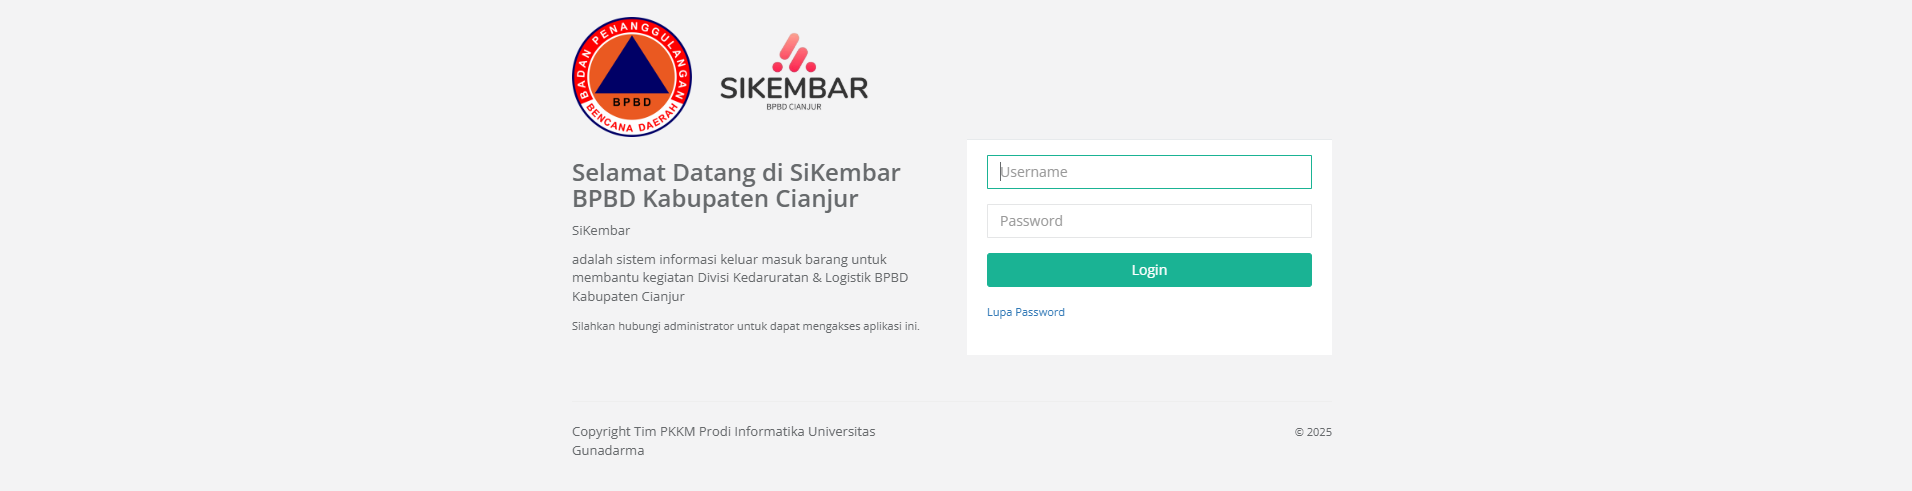 BADAN PENANGGULANGAN
BPBD
BENCANA DAERAH
SIKEMBAR
BPBD CIANJUR
Selamat Datang di SiKembar
BPBD Kabupaten Cianjur
SiKembar
adalah sistem informasi keluar masuk barang untuk
membantu kegiatan Divisi Kedaruratan & Logistik BPBD
Kabupaten Cianjur
Silahkan hubungi administrator untuk dapat mengakses aplikasi ini.
Username
Password
Login
Lupa Password
Copyright Tim PKKM Prodi Informatika Universitas
Gunadarma
© 2025